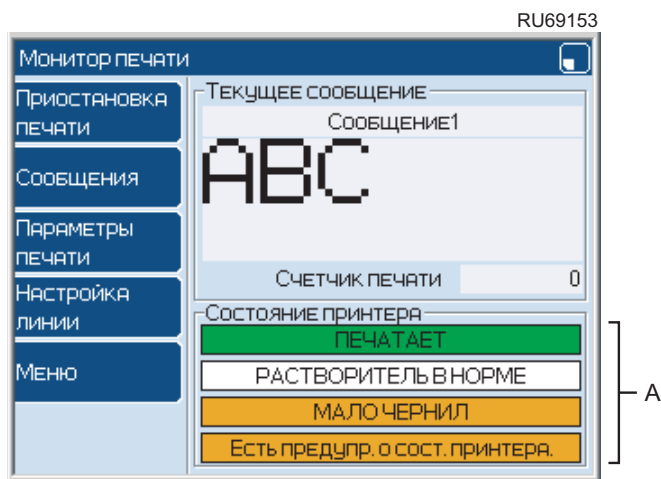 RU69153
Монитор печати
Приостановка
печати
Сообщения
Параметры
печати
Настройка
линии
Меню
Текущее сообщение
Сообщение1
ABC
Счетчик печати 0
Состояние принтера
ПЕЧАТАЕТ
РАСТВОРИТЕЛЬ В НОРМЕ
МАЛО ЧЕРНИЛ
Есть предупр. о сост. принтера.
A